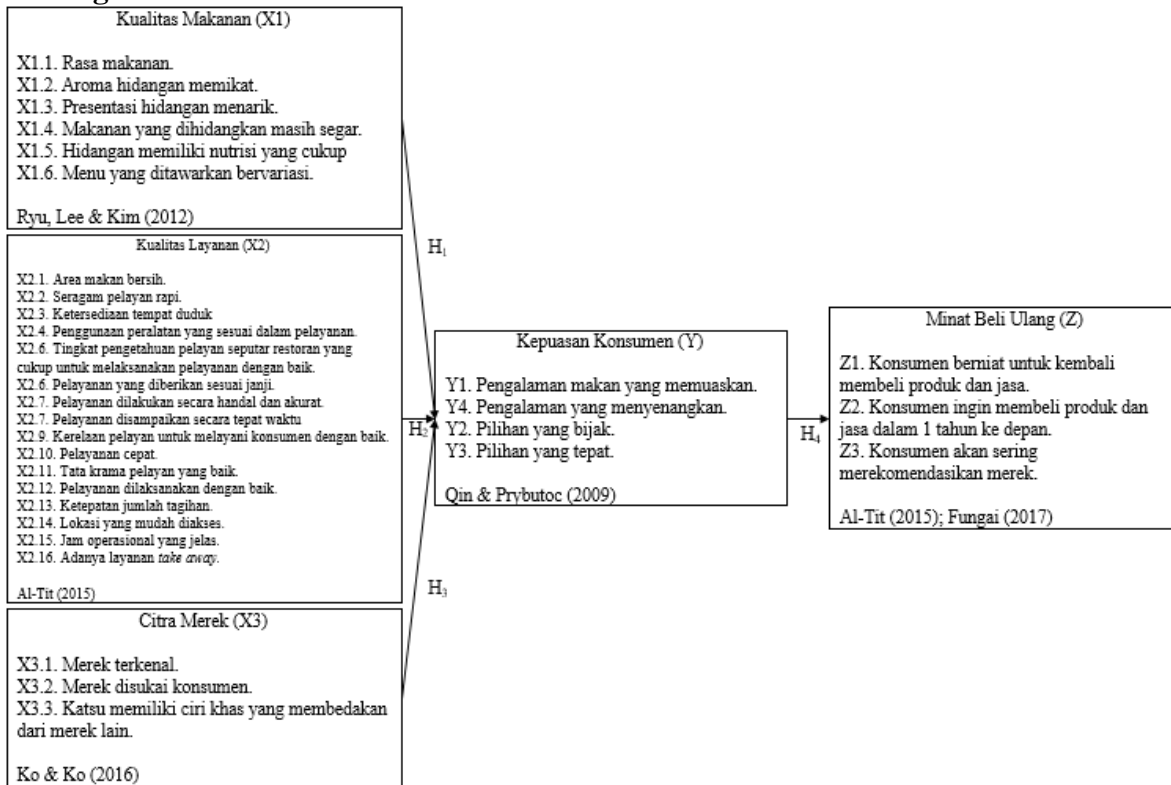 Kualitas Makanan (X1)
X1.1. Rasa makanan.
X1.2. Aroma hidangan memikat.
X1.3. Presentasi hidangan menarik.
X1.4. Makanan yang dihidangkan masih segar.
X1.5. Hidangan memiliki nutrisi yang cukup
X1.6. Menu yang ditawarkan bervariasi.
Ryu, Lee & Kim (2012)
Kualitas Layanan (X2)
X2.1. Area makan bersih.
X2.2. Seragam pelayan rapi.
X2.3. Ketersediaan tempat duduk
X2.4. Penggunaan peralatan yang sesuai dalam pelayanan.
X2.6. Tingkat pengetahuan pelayan seputar restoran yang
cukup untuk melaksanakan pelayanan dengan baik.
X2.6. Pelayanan yang diberikan sesuai janji.
X2.7. Pelayanan dilakukan secara handal dan akurat.
X2.7. Pelayanan disampaikan secara tepat waktu
X2.9. Kerelaan pelayan untuk melayani konsumen dengan baik.
X2.10. Pelayanan cepat.
X2.11. Tata krama pelayan yang baik.
X2.12. Pelayanan dilaksanakan dengan baik.
X2.13. Ketepatan jumlah tagihan.
X2.14. Lokasi yang mudah diakses.
X2.15. Jam operasional yang jelas.
X2.16. Adanya layanan take away.
Al-Tit (2015)
Citra Merek (X3)
X3.1. Merek terkenal.
X3.2. Merek disukai konsumen.
X3.3. Katsu memiliki ciri khas yang membedakan
dari merek lain.
Ko & Ko (2016)
H₁
H₂
H₃
Kepuasan Konsumen (Y)
Y1. Pengalaman makan yang memuaskan.
Y4. Pengalaman yang menyenangkan.
Y2. Pilihan yang bijak.
Y3. Pilihan yang tepat.
Qin & Prybutoc (2009)
H₄
Minat Beli Ulang (Z)
Z1. Konsumen berniat untuk kembali
membeli produk dan jasa.
Z2. Konsumen ingin membeli produk dan
jasa dalam 1 tahun ke depan.
Z3. Konsumen akan sering
merekomendasikan merek.
Al-Tit (2015); Fungai (2017)